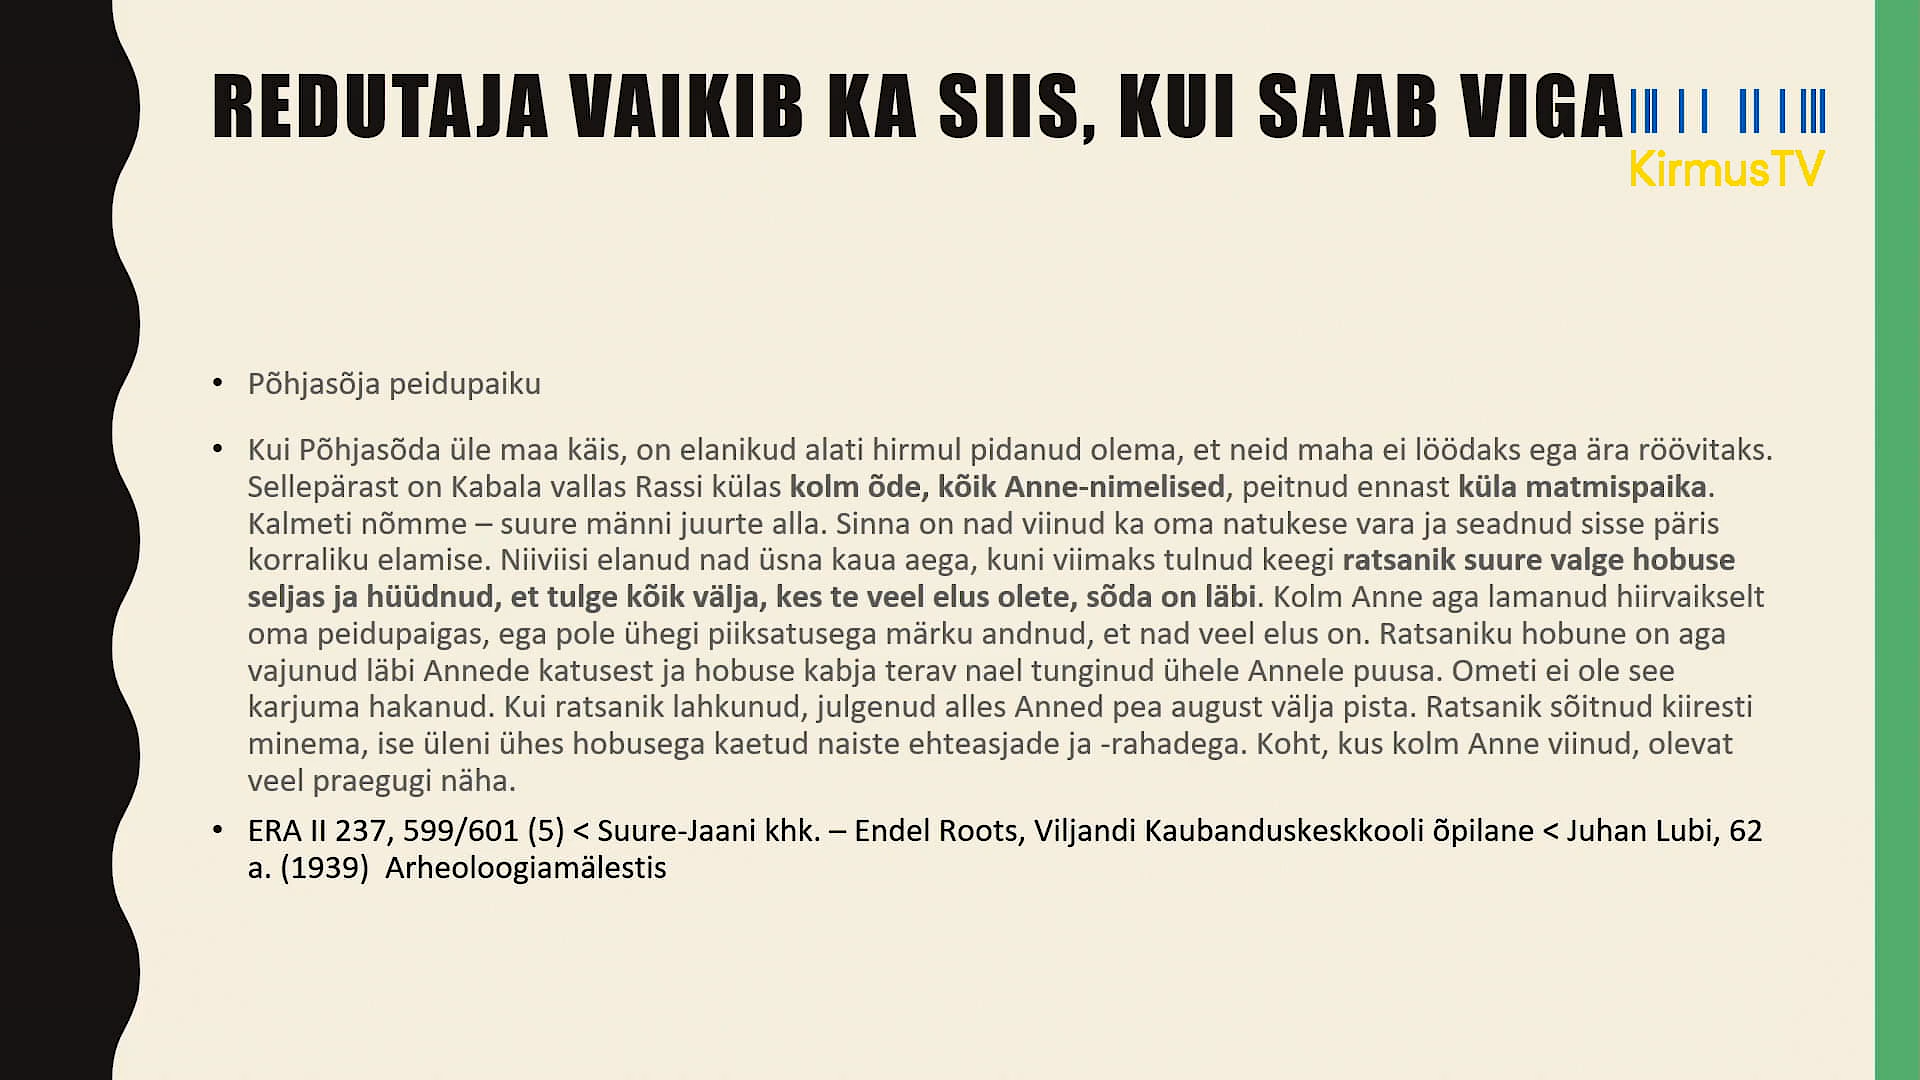 REDUTAJA VAIKIB KA SIIS, KUI SAAB VIGA
KirmusTV
• Põhjasõja peidupaiku
• Kui Põhjasõda üle maa käis, on elanikud alati hirmul pidanud olema, et neid maha ei löödaks ega ära röövitaks.
Sellepärast on Kabala vallas Rassi külas kolm õde, kõik Anne-nimelised, peitnud ennast küla matmispaika.
Kalmeti nõmme – suure männi juurte alla. Sinna on nad viinud ka oma natukese vara ja seadnud sisse päris
korraliku elamise. Niiviisi elanud nad üsna kaua aega, kuni viimaks tulnud keegi ratsanik suure valge hobuse
seljas ja hüüdnud, et tulge kõik välja, kes te veel elus olete, sõda on läbi. Kolm Anne aga lamanud hiirvaikselt
oma peidupaigas, ega pole ühegi piiksatusega märku andnud, et nad veel elus on. Ratsaniku hobune on aga
vajunud läbi Annede katusest ja hobuse kabja terav nael tunginud ühele Annele puusa. Ometi ei ole see
karjuma hakanud. Kui ratsanik lahkunud, julgenud alles Anned pea august välja pista. Ratsanik sõitnud kiiresti
minema, ise üleni ühes hobusega kaetud naiste ehteasjade ja -rahadega. Koht, kus kolm Anne viinud, olevat
veel praegugi näha.
• ERA II 237, 599/601 (5) < Suure-Jaani khk. – Endel Roots, Viljandi Kaubanduskeskkooli õpilane < Juhan Lubi, 62
a. (1939) Arheoloogiamälestis